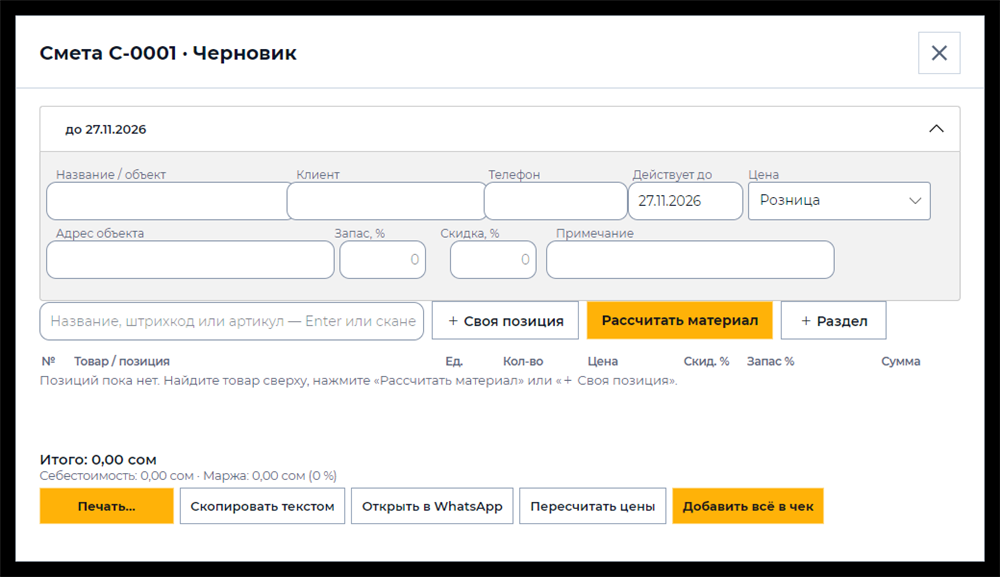 Смета С-0001 · Черновик
до 27.11.2026
Название / объект Клиент Телефон Действует до Цена
27.11.2026 Розница
Адрес объекта Запас, % Скидка, % Примечание
0 0
Название, штрихкод или артикул — Enter или скане + Своя позиция Рассчитать материал + Раздел
№ Товар / позиция Ед. Кол-во Цена Скид. % Запас % Сумма
Позиций пока нет. Найдите товар сверху, нажмите «Рассчитать материал» или «+ Своя позиция».
Итого: 0,00 сом
Себестоимость: 0,00 сом · Маржа: 0,00 сом (0 %)
Печать... Скопировать текстом Открыть в WhatsApp Пересчитать цены Добавить всё в чек